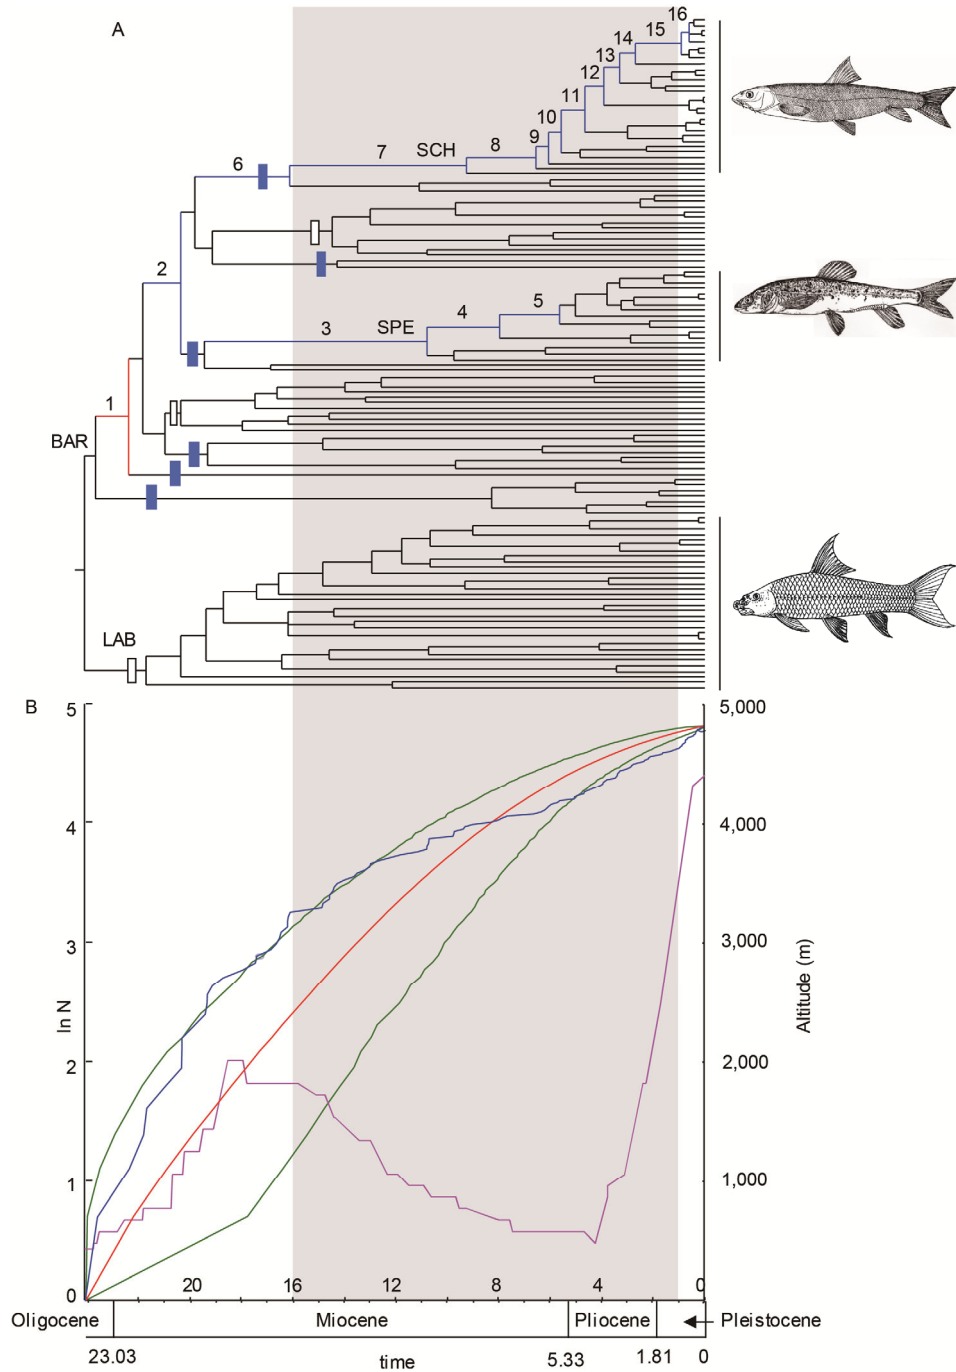 A
16
15
14
13
12
11
10
9
8
7
SCH
6
2
5
4
3
SPE
1
BAR
LAB
B
5
5,000
4
4,000
3
3,000
ln N
Altitude (m)
2
2,000
1
1,000
0
20
16
12
8
4
0
Oligocene
Miocene
Pliocene
Pleistocene
23.03
time
5.33
1.81
0